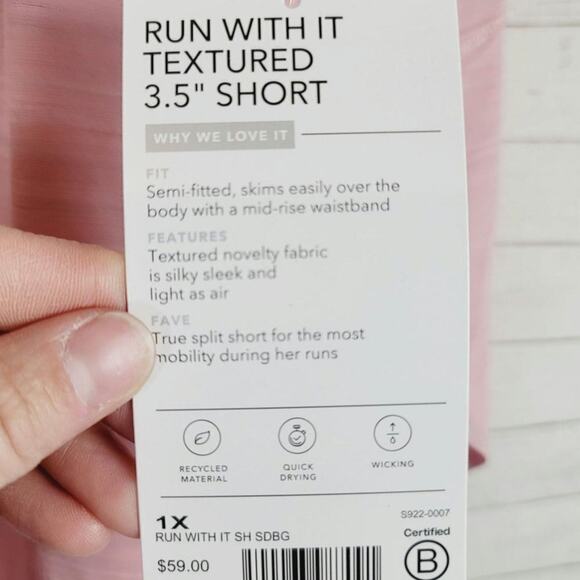 RUN WITH IT
TEXTURED
3.5" SHORT
WHY WE LOVE IT
FIT
Semi-fitted, skims easily over the
body with a mid-rise waistband
FEATURES
Textured novelty fabric
is silky sleek and
light as air
FAVE
True split short for the most
mobility during her runs
RECYCLED
MATERIAL
QUICK
DRYING
WICKING
S922-0007
1X
RUN WITH IT SH SDBG
Certified
$59.00
B